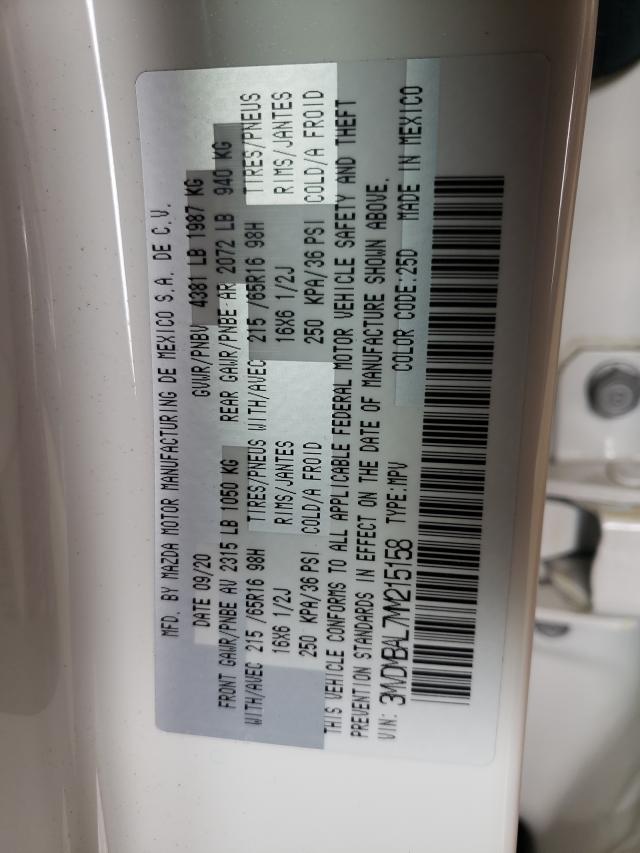 MFD. BY MAZDA MOTOR MANUFACTURING DE MEXICO S.A. DE C.V.
DATE 09/20 GVWR/PNBV 4381 LB 1987 KG
FRONT GAWR/PNBE AV 2315 LB 1050 KG REAR GAWR/PNBE AR 2072 LB 940 KG
WITH/AVEC 215 /65R16 98H TIRES/PNEUS WITH/AVEC 215 /65R16 98H TIRES/PNEUS
16X6 1/2J RIMS/JANTES 16X6 1/2J RIMS/JANTES
250 KPA/36 PSI COLD/A FROID 250 KPA/36 PSI COLD/A FROID
THIS VEHICLE CONFORMS TO ALL APPLICABLE FEDERAL MOTOR VEHICLE SAFETY AND THEFT
PREVENTION STANDARDS IN EFFECT ON THE DATE OF MANUFACTURE SHOWN ABOVE.
VIN: 3MVDMBAL7MM215158 TYPE:MPV COLOR CODE:25D MADE IN MEXICO